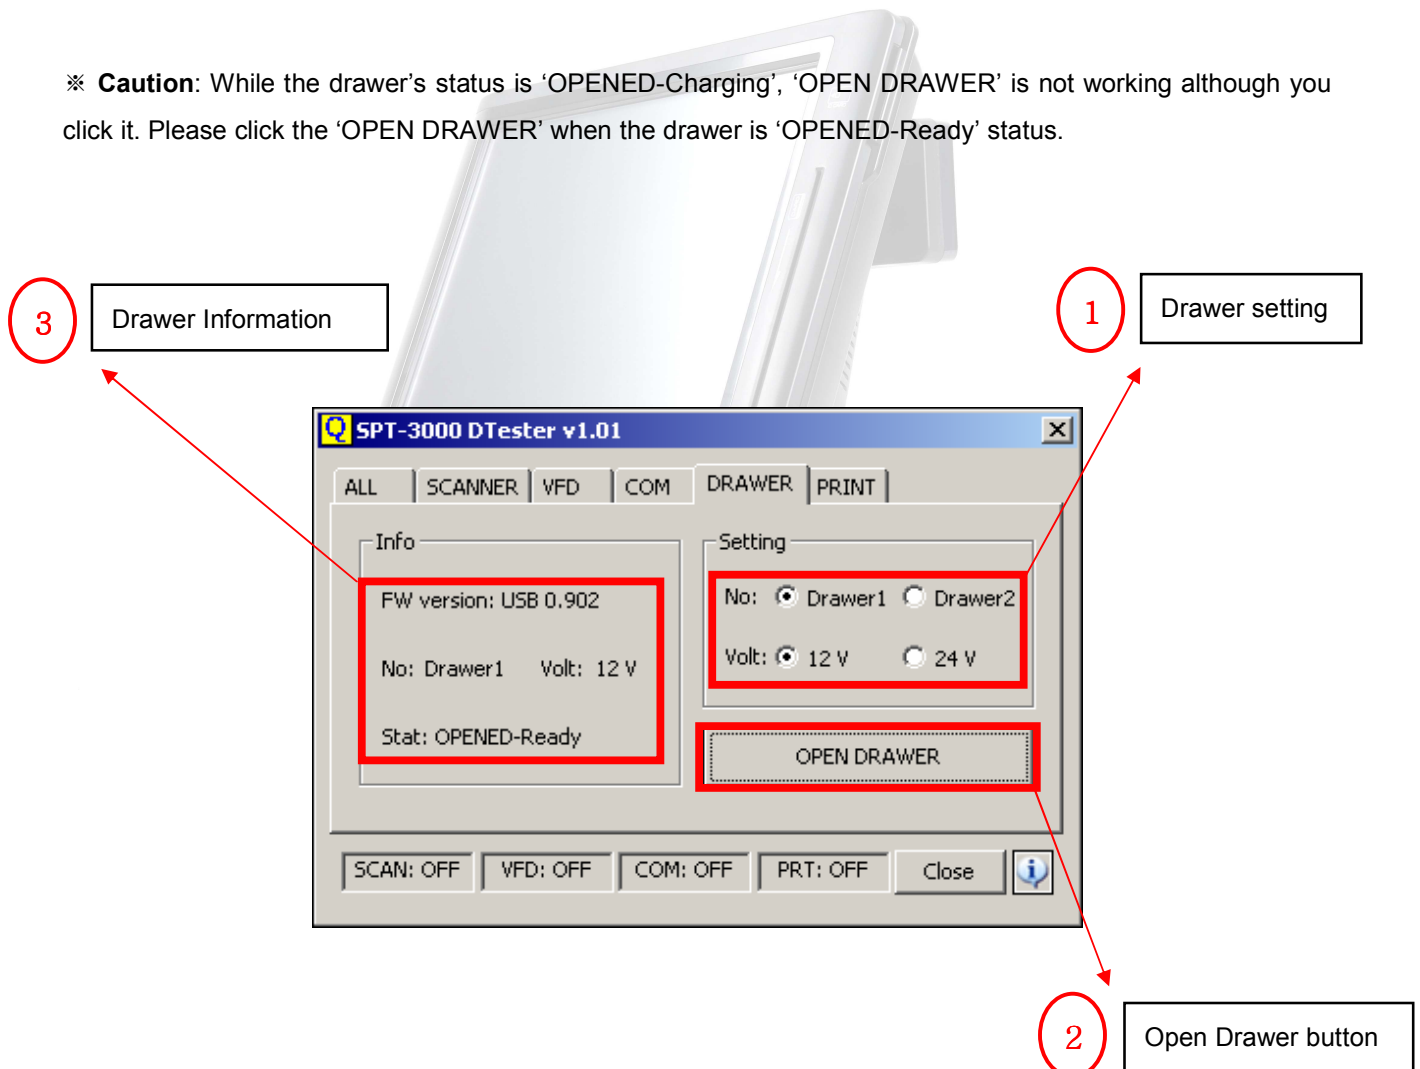 ※ Caution: While the drawer’s status is ‘OPENED-Charging’, ‘OPEN DRAWER’ is not working although you
click it. Please click the ‘OPEN DRAWER’ when the drawer is ‘OPENED-Ready’ status.
3
Drawer Information
1
Drawer setting
Q SPT-3000 DTester v1.01
ALL SCANNER VFD COM DRAWER PRINT
Info
FW version: USB 0.902
No: Drawer1 Volt: 12 V
Stat: OPENED-Ready
Setting
No: Drawer1 Drawer2
Volt: 12 V 24 V
OPEN DRAWER
SCAN: OFF VFD: OFF COM: OFF PRT: OFF Close
2
Open Drawer button